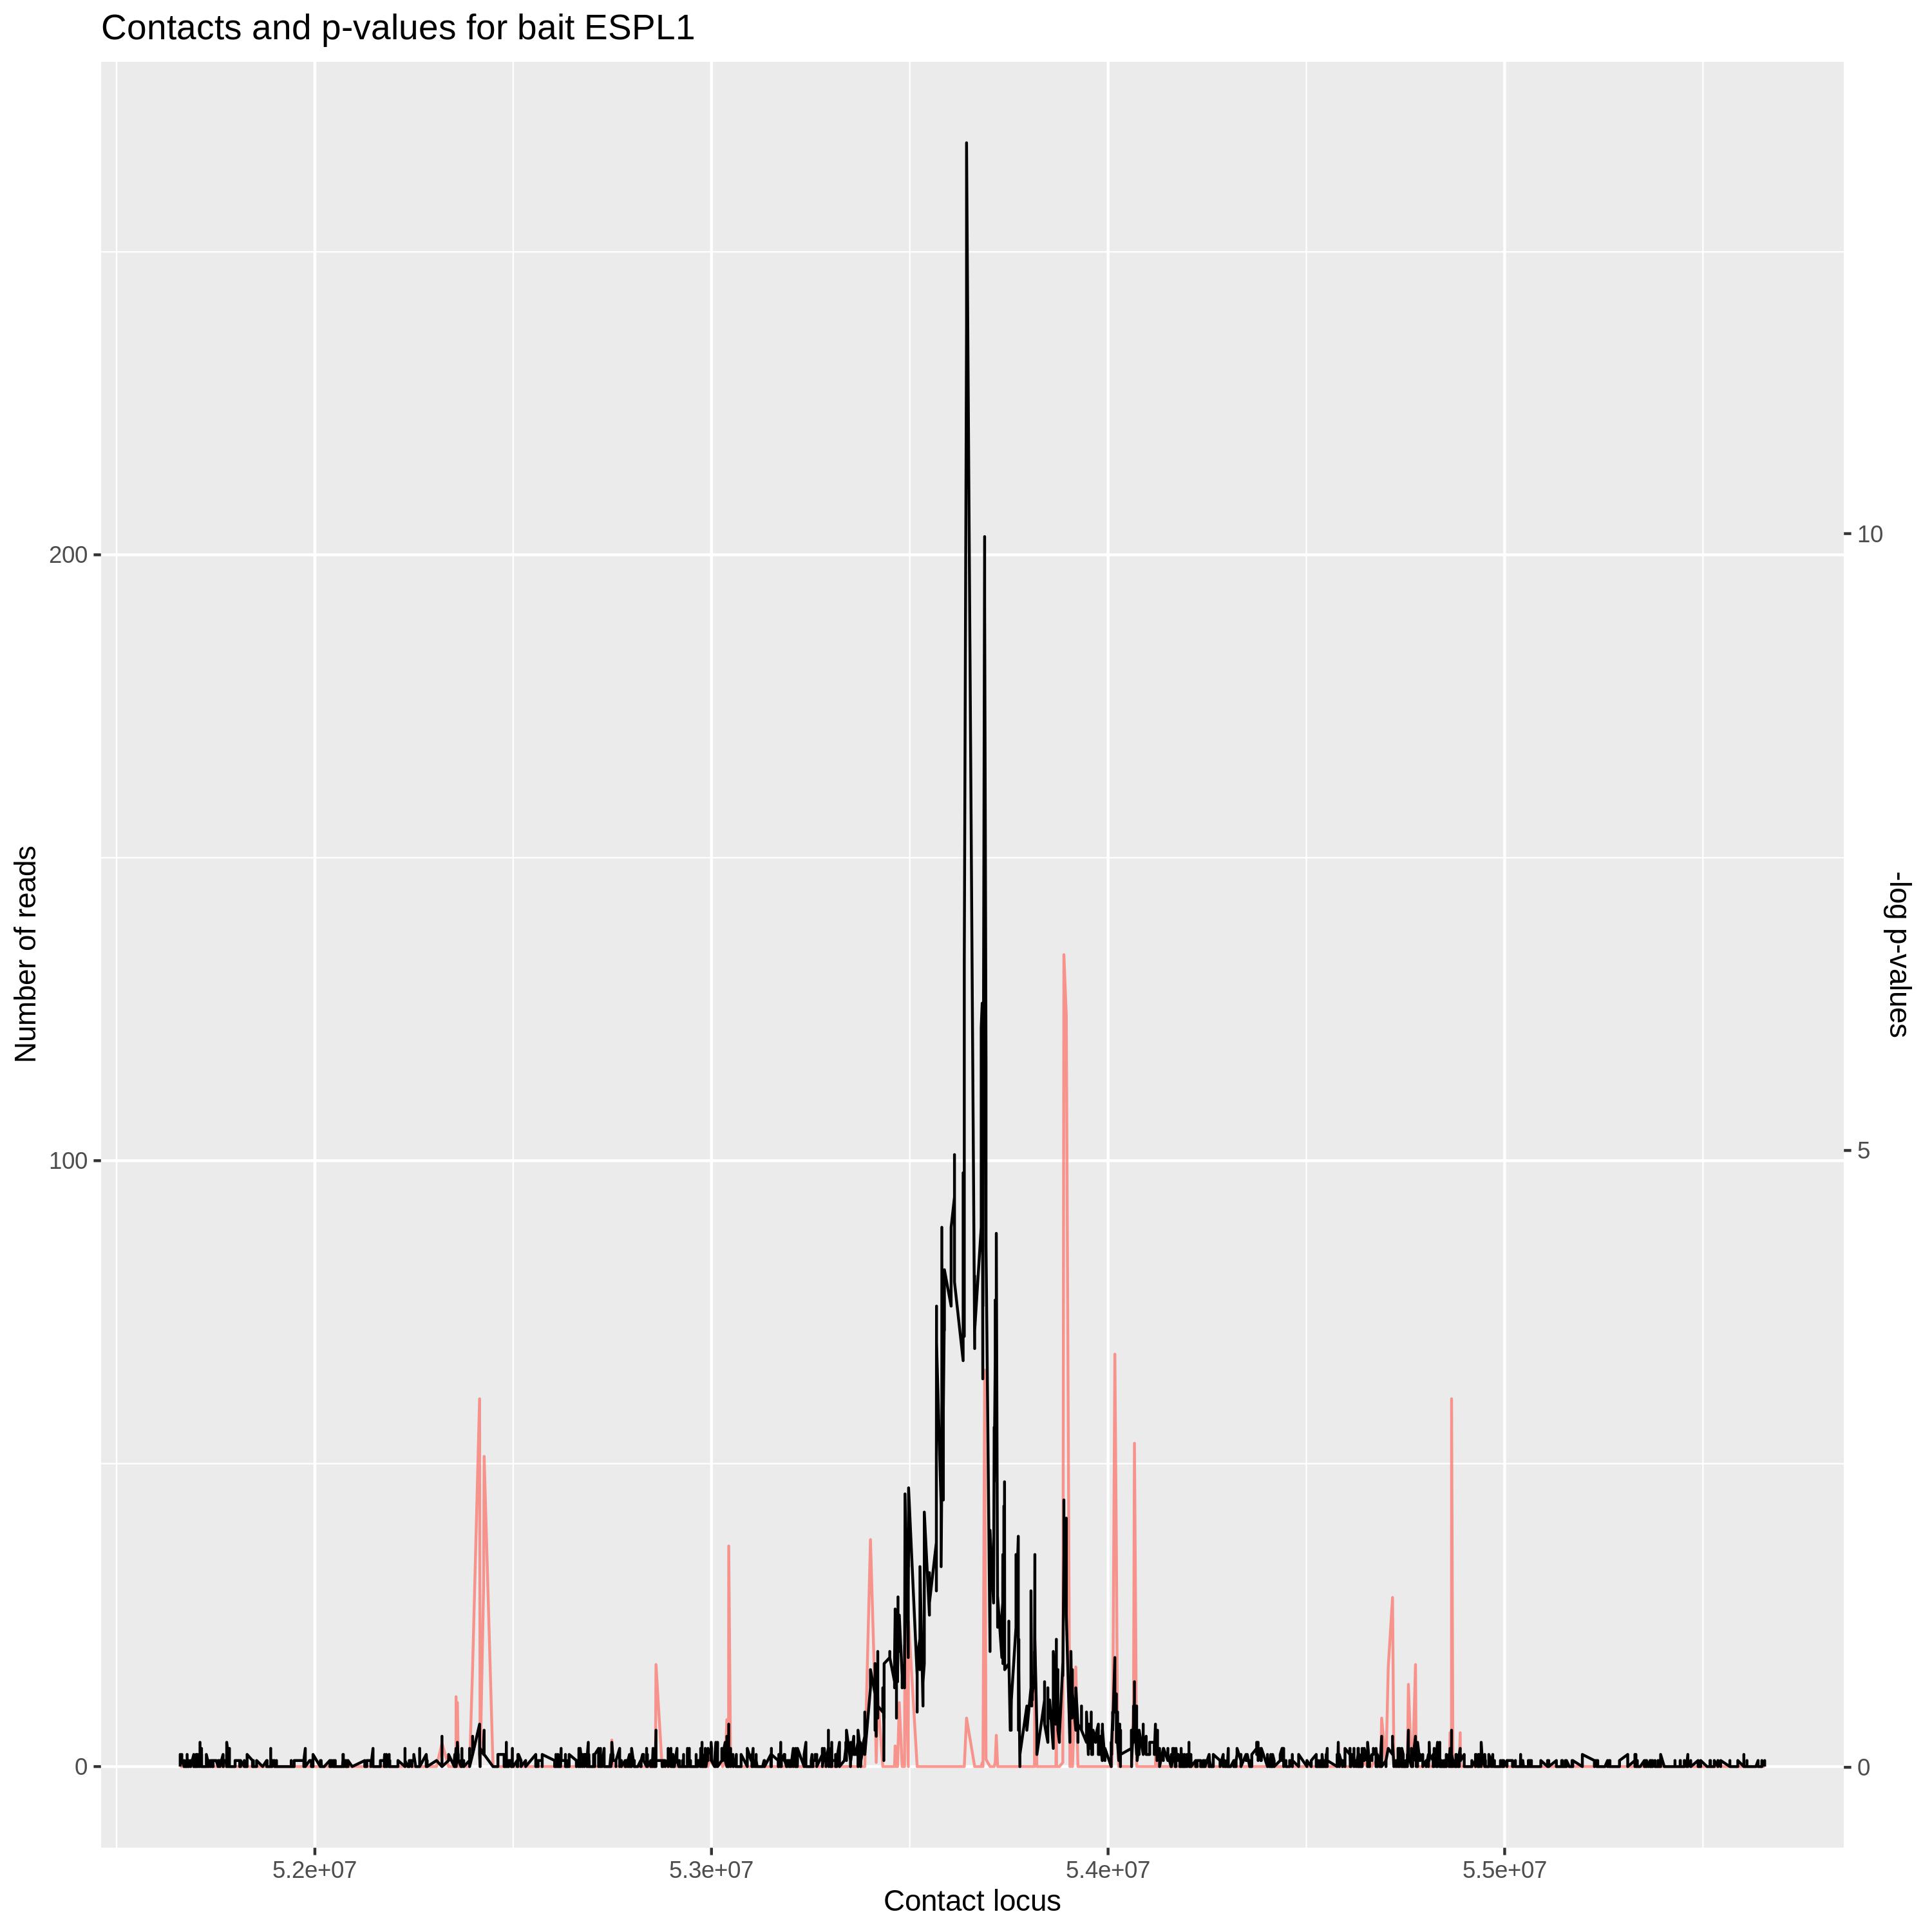 Contacts and p-values for bait ESPL1
Number of reads
200
100
0
10
5
0
-log p-values
5.2e+07 5.3e+07 5.4e+07 5.5e+07
Contact locus